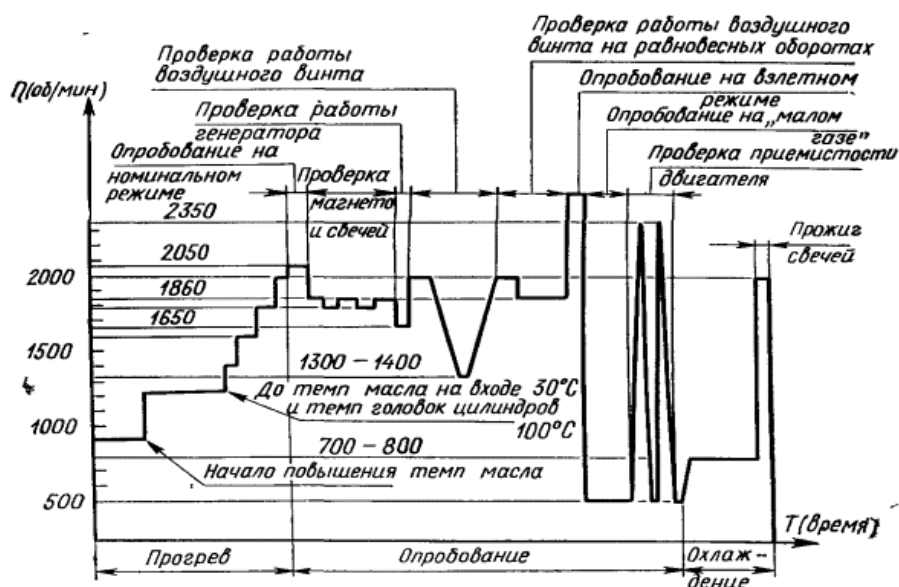 Проверка работы
воздушного винта
Проверка работы воздушного
винта на равновесных оборотах
Опробование на взлетном
режиме
Опробование на „малом
газе"
Проверка приемистости
двигателя
η(об/мин)
Проверка работы
генератора
Опробование на
номинальном
режиме
Проверка
магнето
и свечей
Прожиг
свечей
2350
2050
2000
1860
1650
1500
1300 – 1400
До темп масла на входе 30°С
и темп головок цилиндров
100°С
1000
700 – 800
Начало повышения темп масла
500
Т(время)
Прогрев
Опробование
Охлаж –
дение